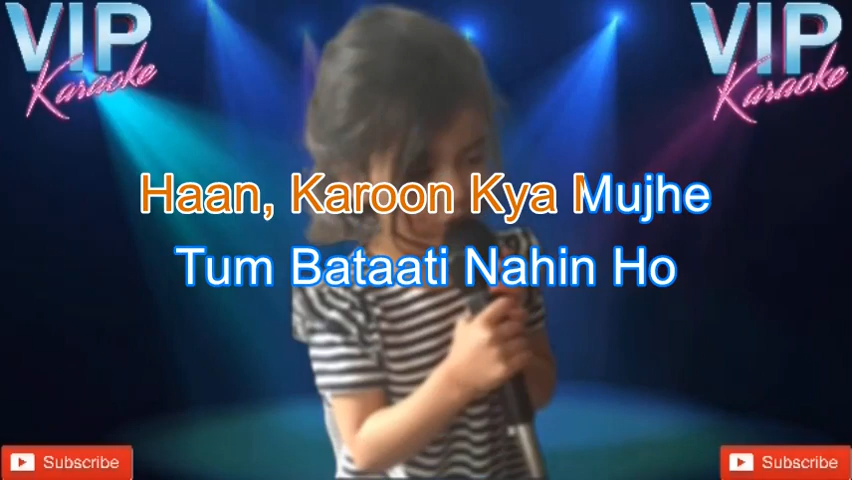 VIP
Karaoke
VIP
Karaoke
Haan, Karoon Kya Mujhe
Tum Bataati Nahin Ho
Subscribe
Subscribe